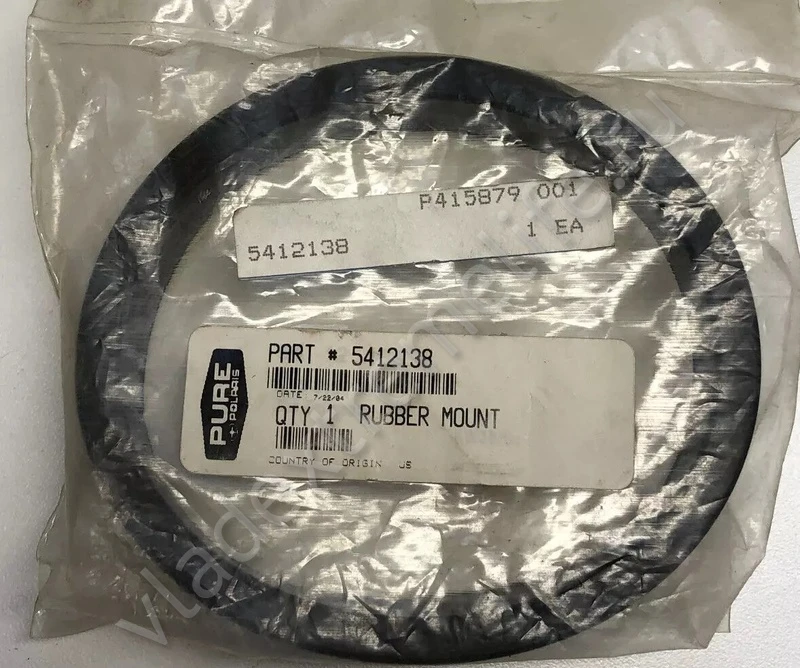 P415879 001
5412138 1 EA
PURE
POLARIS
PART # 5412138
DATE 7/22/04
QTY 1 RUBBER MOUNT
COUNTRY OF ORIGIN US